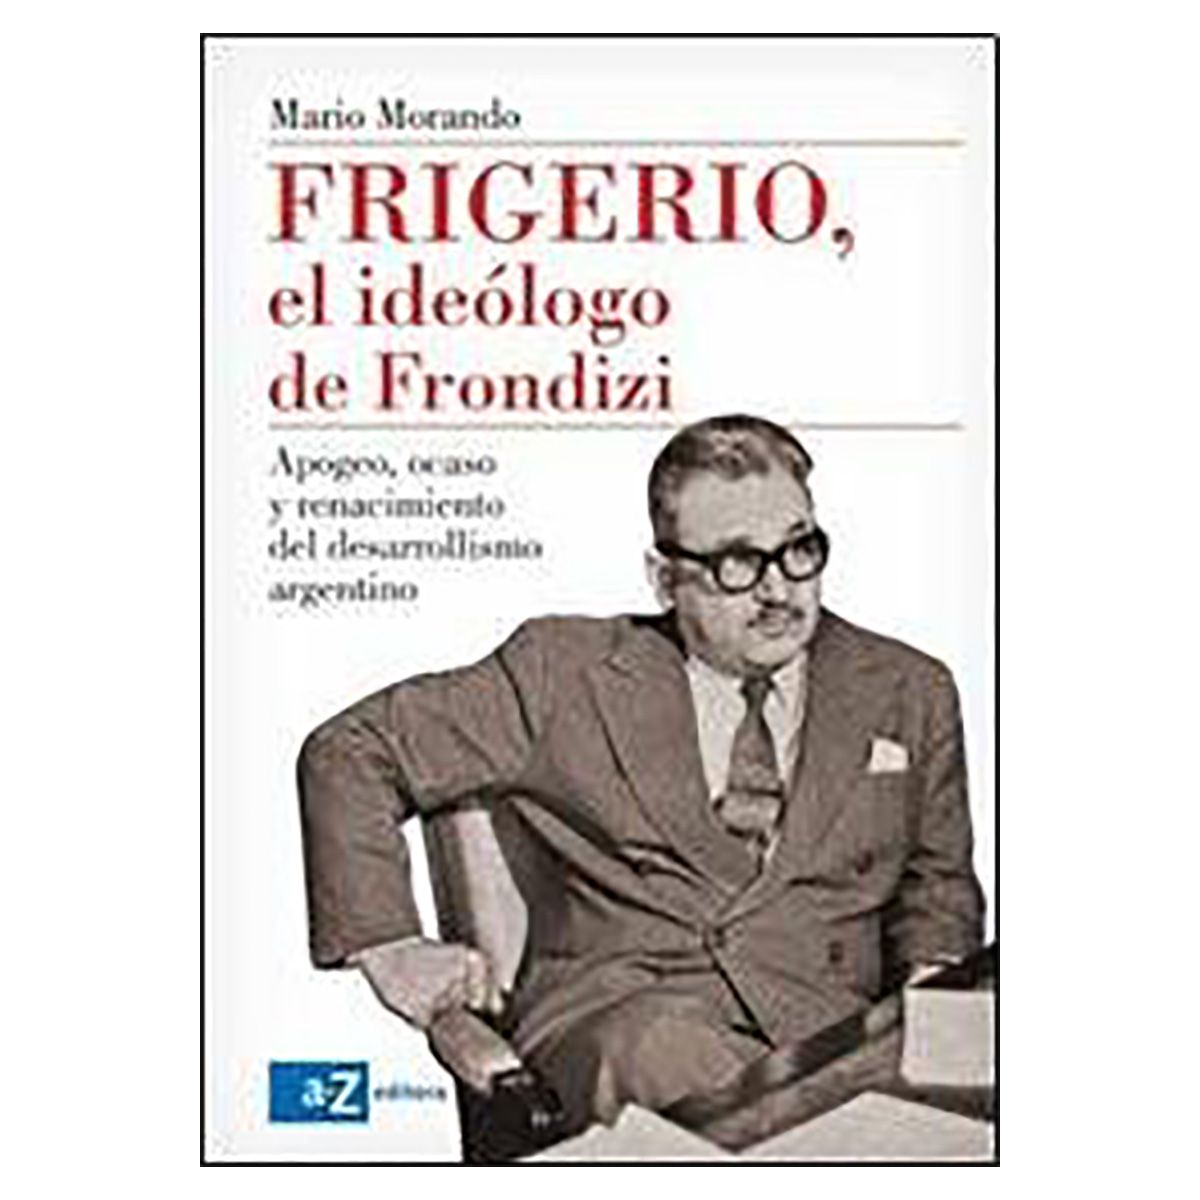 Mario Morando
FRIGERIO,
el ideólogo
de Frondizi
Apogeo, ocaso
y renacimiento
del desarrollismo
argentino
a-Z editora